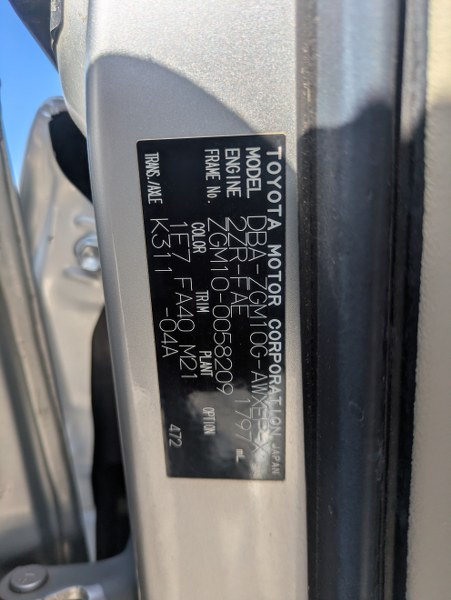 TOYOTA MOTOR CORPORATION JAPAN
MODEL DBA-ZGM10G-AWXEBX
ENGINE 2ZR-FAE 1797 mL
FRAME No. ZGM10-0058209
COLOR TRIM PLANT OPTION
1E7 FA40 M21
TRANS./AXLE K311 -04A 472